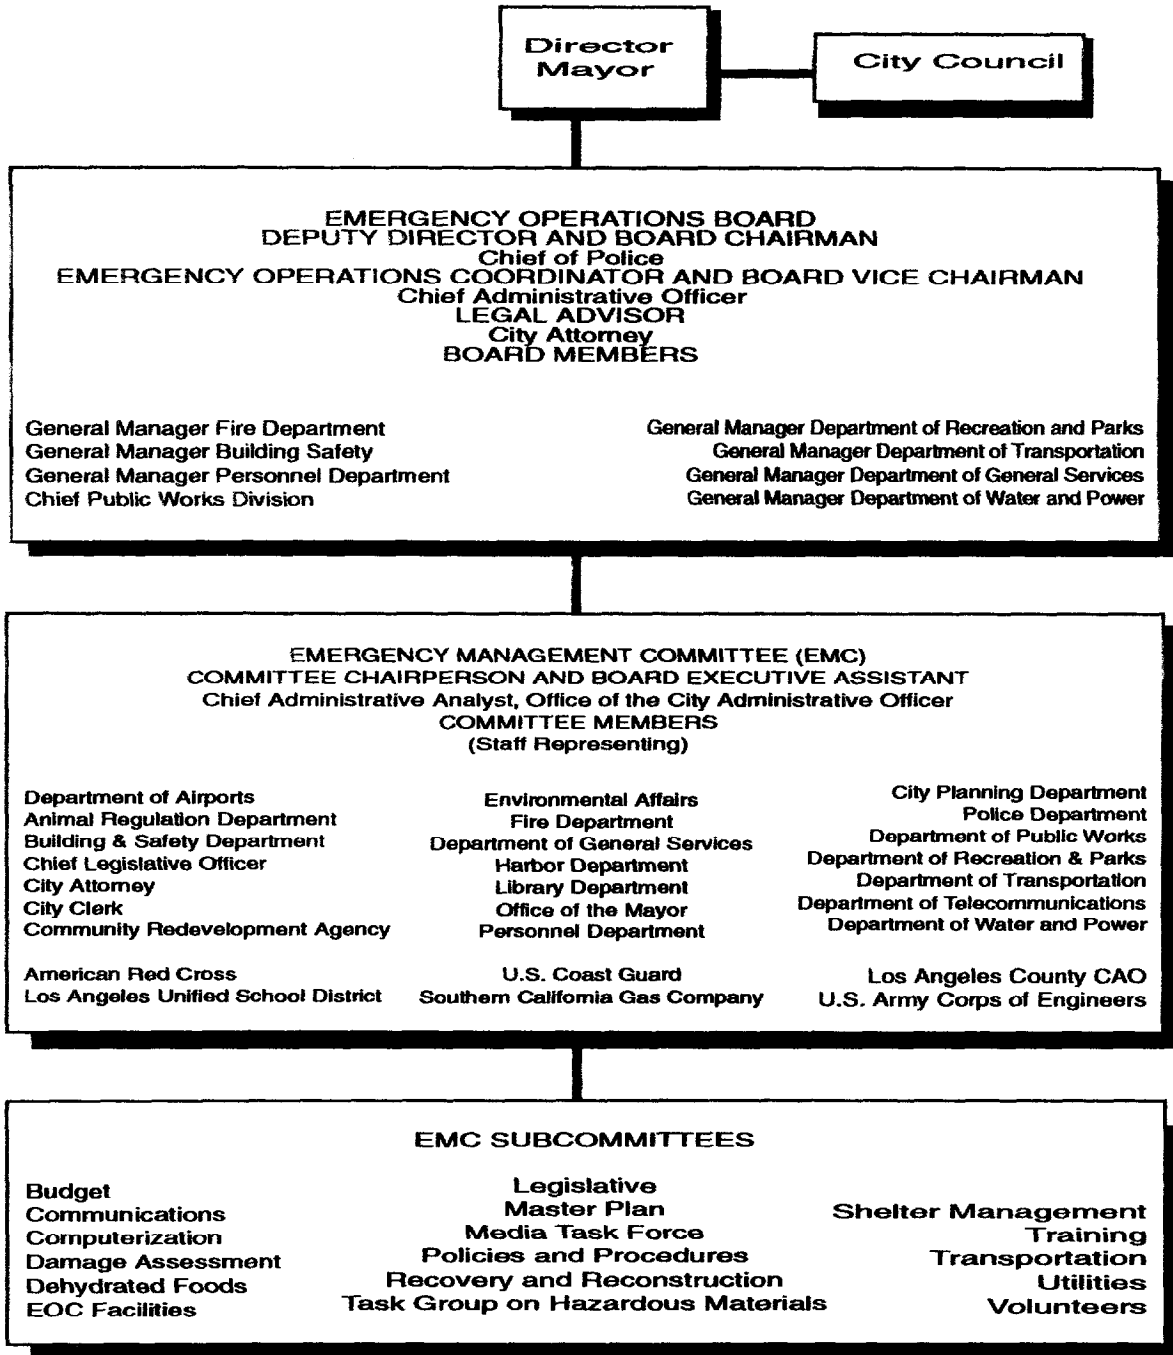 Director
Mayor
City Council
EMERGENCY OPERATIONS BOARD
DEPUTY DIRECTOR AND BOARD CHAIRMAN
Chief of Police
EMERGENCY OPERATIONS COORDINATOR AND BOARD VICE CHAIRMAN
Chief Administrative Officer
LEGAL ADVISOR
City Attorney
BOARD MEMBERS
General Manager Fire Department
General Manager Building Safety
General Manager Personnel Department
Chief Public Works Division
General Manager Department of Recreation and Parks
General Manager Department of Transportation
General Manager Department of General Services
General Manager Department of Water and Power
EMERGENCY MANAGEMENT COMMITTEE (EMC)
COMMITTEE CHAIRPERSON AND BOARD EXECUTIVE ASSISTANT
Chief Administrative Analyst, Office of the City Administrative Officer
COMMITTEE MEMBERS
(Staff Representing)
Department of Airports
Animal Regulation Department
Building & Safety Department
Chief Legislative Officer
City Attorney
City Clerk
Community Redevelopment Agency
Environmental Affairs
Fire Department
Department of General Services
Harbor Department
Library Department
Office of the Mayor
Personnel Department
City Planning Department
Police Department
Department of Public Works
Department of Recreation & Parks
Department of Transportation
Department of Telecommunications
Department of Water and Power
American Red Cross
Los Angeles Unified School District
U.S. Coast Guard
Southern California Gas Company
Los Angeles County CAO
U.S. Army Corps of Engineers
EMC SUBCOMMITTEES
Budget
Communications
Computerization
Damage Assessment
Dehydrated Foods
EOC Facilities
Legislative
Master Plan
Media Task Force
Policies and Procedures
Recovery and Reconstruction
Task Group on Hazardous Materials
Shelter Management
Training
Transportation
Utilities
Volunteers